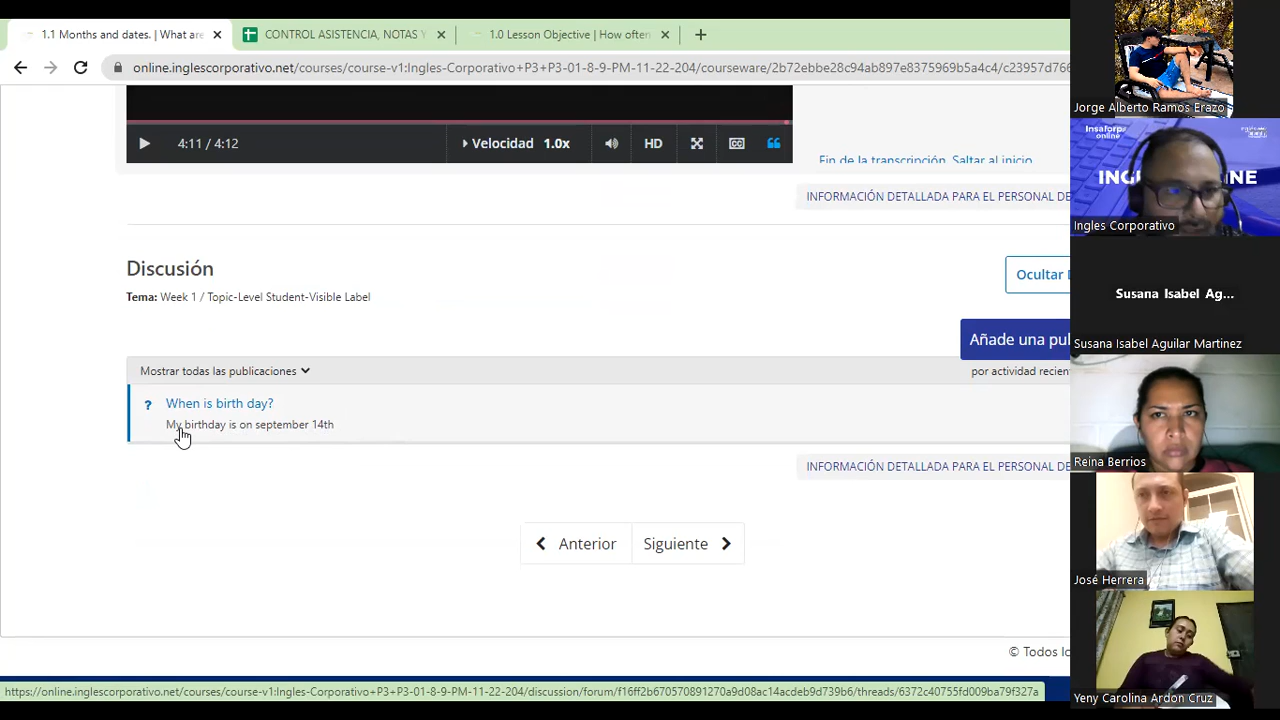 1.1 Months and dates. | What are
CONTROL ASISTENCIA, NOTAS Y
1.0 Lesson Objective | How often
online.inglescorporativo.net/courses/course-v1:Ingles-Corporativo+P3+P3-01-8-9-PM-11-22-204/courseware/2b72ebbe28c94ab897e8375969b5a4c4/c23957d766
4:11 / 4:12
Velocidad 1.0x
HD
Fin de la transcripción. Saltar al inicio.
INFORMACIÓN DETALLADA PARA EL PERSONAL DE
Discusión
Ocultar
Tema: Week 1 / Topic-Level Student-Visible Label
Añade una pul
Mostrar todas las publicaciones
por actividad recien
? When is birth day?
My birthday is on september 14th
INFORMACIÓN DETALLADA PARA EL PERSONAL DE
Anterior
Siguiente
© Todos lo
https://online.inglescorporativo.net/courses/course-v1:Ingles-Corporativo+P3+P3-01-8-9-PM-11-22-204/discussion/forum/f16ff2b670570891270a9d08ac14acdeb9d739b6/threads/6372c40755fd009ba79f327a
Jorge Alberto Ramos Erazo
Insaforp
online
INGL
INE
Ingles Corporativo
Susana Isabel Ag...
Susana Isabel Aguilar Martinez
Reina Berrios
José Herrera
Yeny Carolina Ardon Cruz